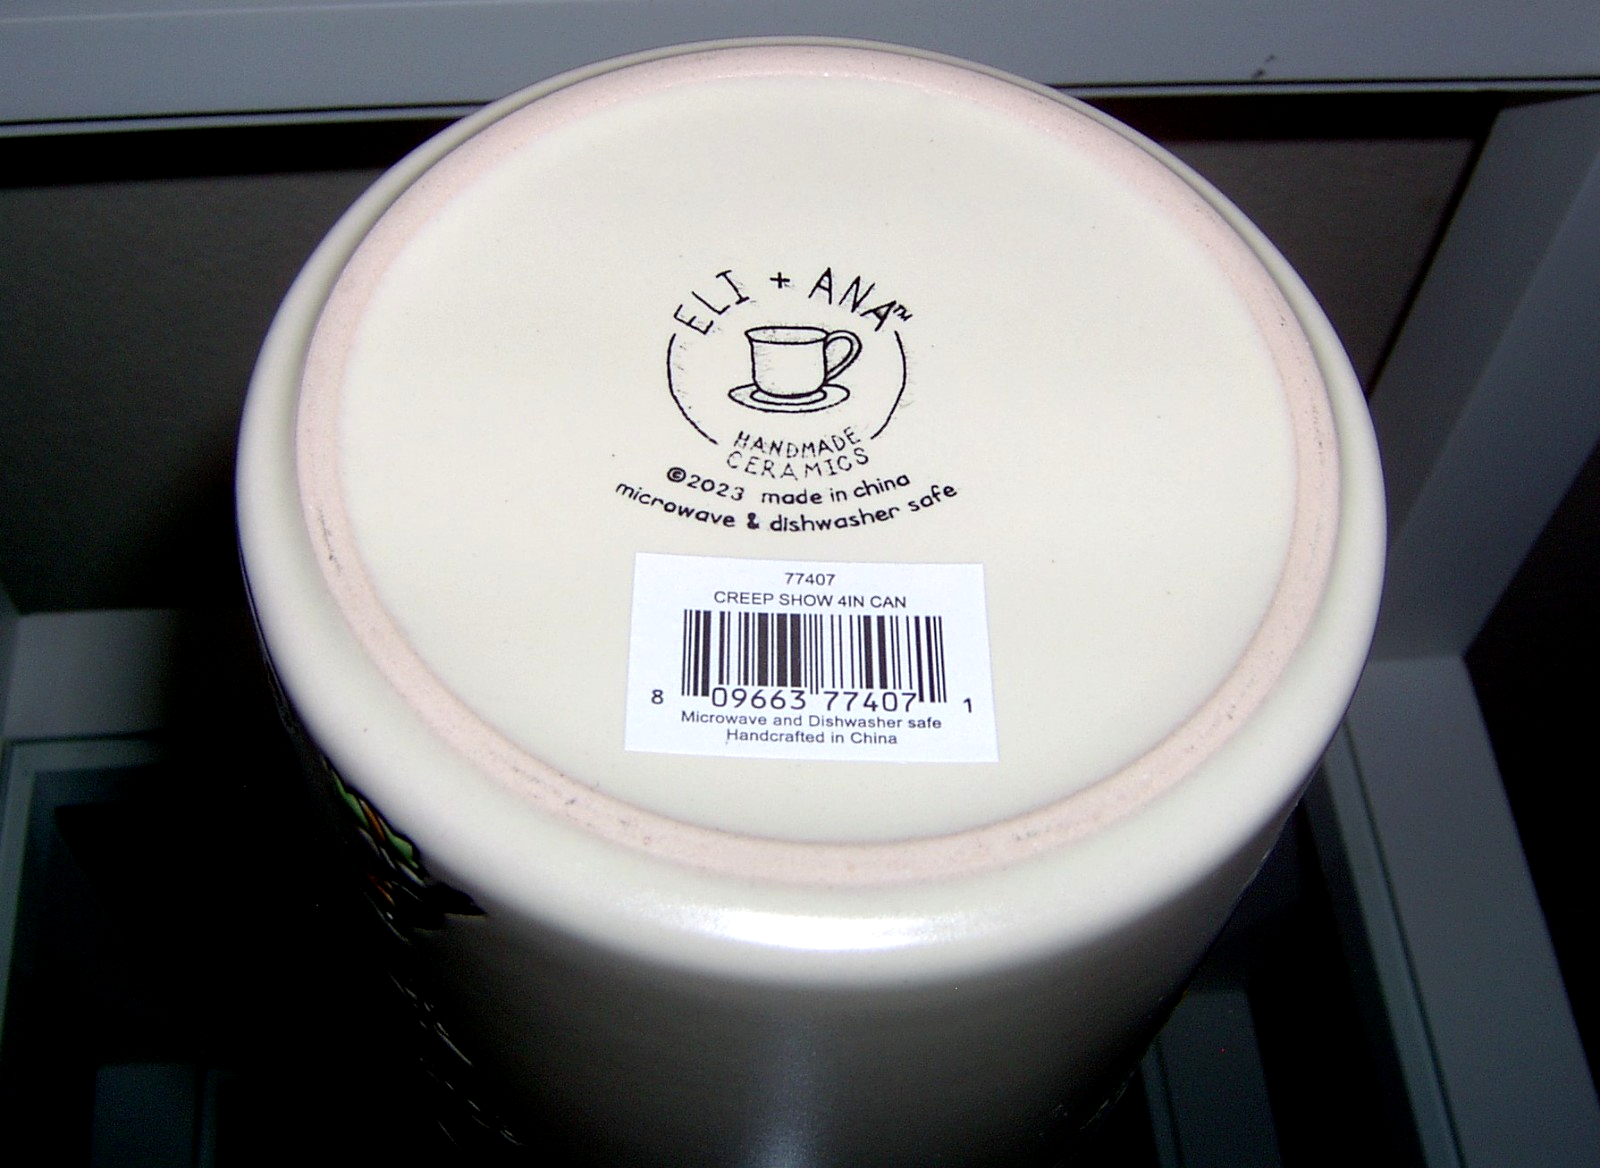 ELI + ANA™
HANDMADE
CERAMICS
©2023 made in china
microwave & dishwasher safe
77407
CREEP SHOW 4IN CAN
8 09663 77407 1
Microwave and Dishwasher safe
Handcrafted in China